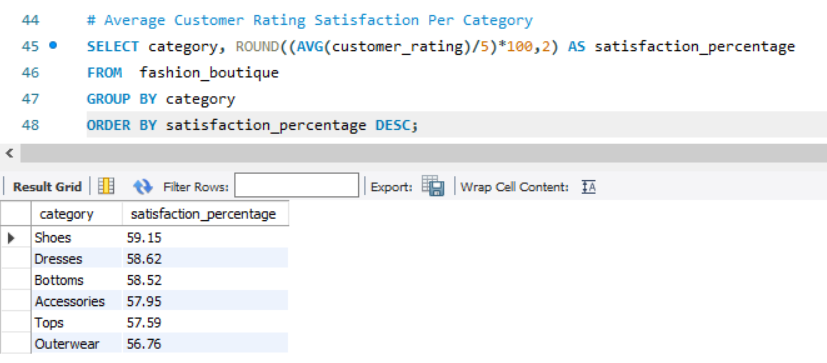 44 # Average Customer Rating Satisfaction Per Category
45 SELECT category, ROUND((AVG(customer_rating)/5)*100,2) AS satisfaction_percentage
46 FROM fashion_boutique
47 GROUP BY category
48 ORDER BY satisfaction_percentage DESC;
Result Grid Filter Rows: Export: Wrap Cell Content:
category satisfaction_percentage
Shoes 59.15
Dresses 58.62
Bottoms 58.52
Accessories 57.95
Tops 57.59
Outerwear 56.76